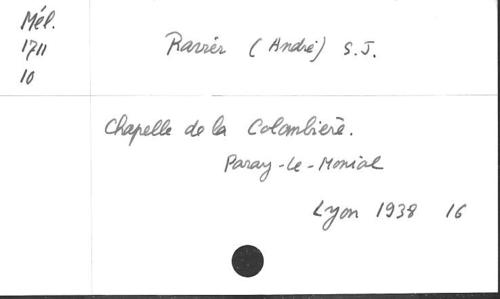 Mél.
1711
10
Ravier (André) S.J.
Chapelle de la Colombière.
Paray-le-Monial
Lyon 1938 16